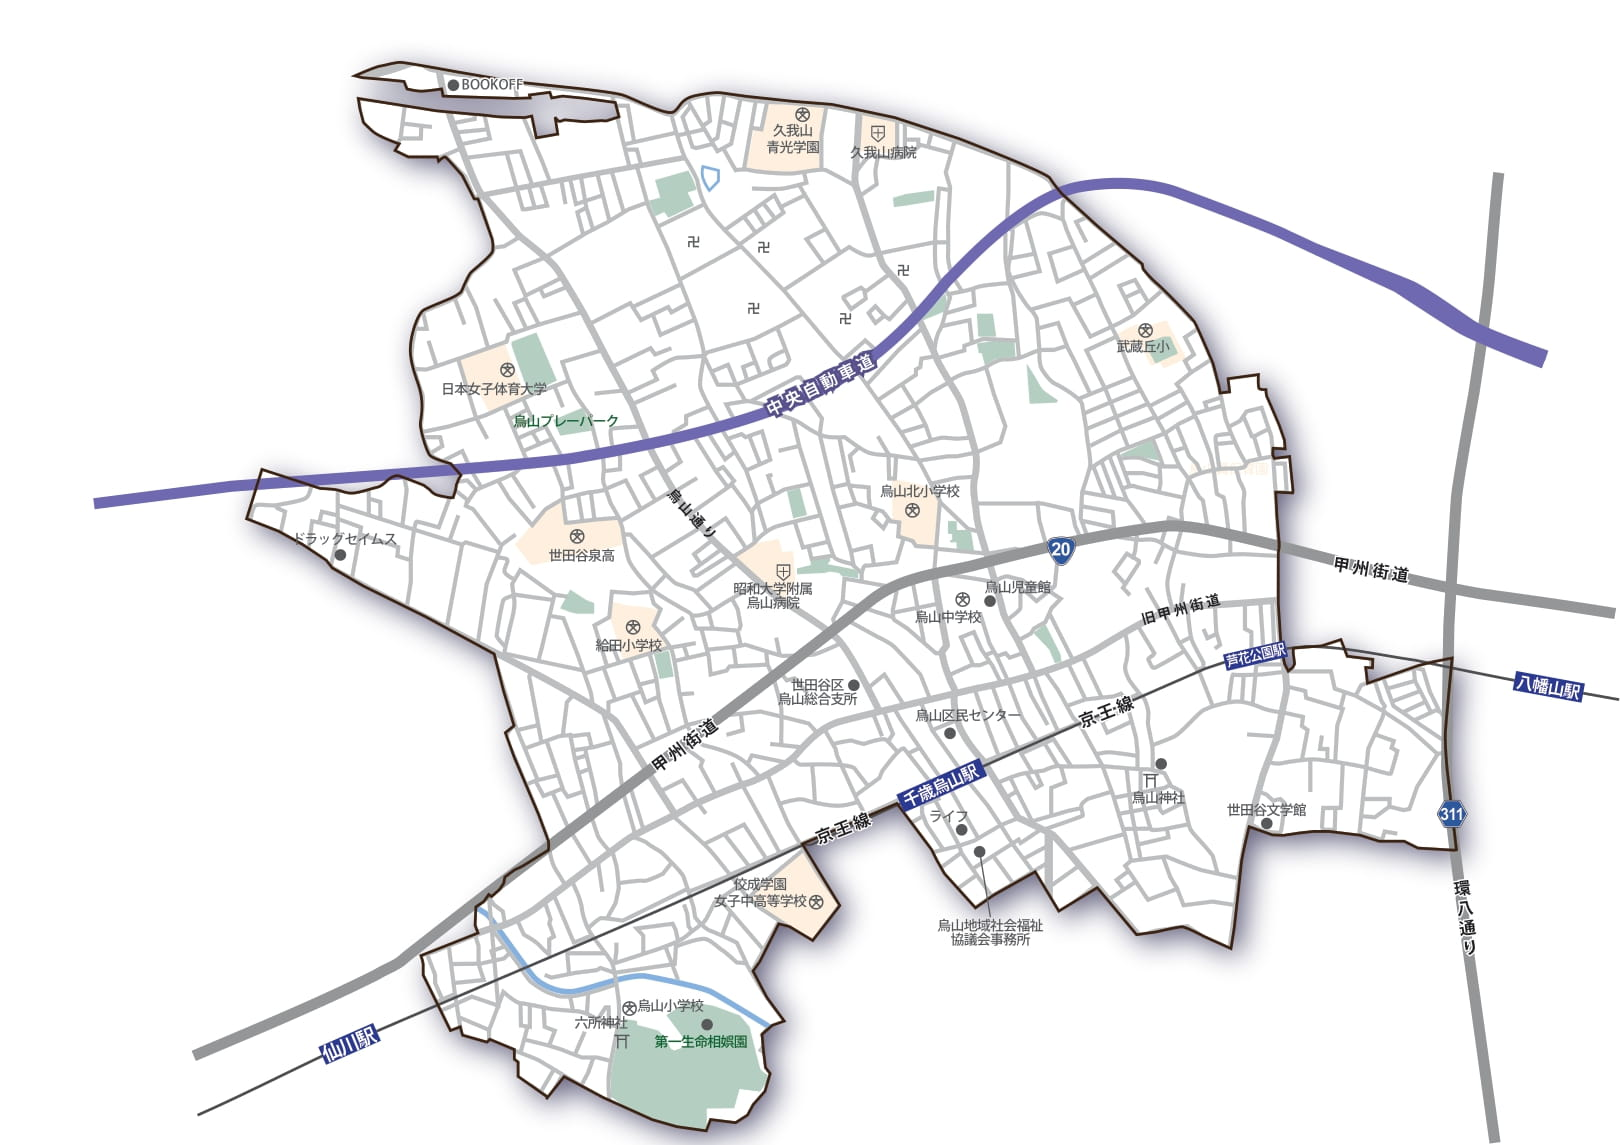 BOOKOFF
久我山
青光学園
久我山病院
武蔵丘小
日本女子体育大学
烏山プレーパーク
中央自動車道
烏山通り
烏山北小学校
ドラッグセイムス
世田谷泉高
昭和大学附属
烏山病院
20
甲州街道
烏山児童館
烏山中学校
旧甲州街道
給田小学校
芦花公園駅
八幡山駅
世田谷区
烏山総合支所
烏山区民センター
京王線
甲州街道
千歳烏山駅
烏山神社
世田谷文学館
311
ライフ
京王線
佼成学園
女子中高等学校
環八通り
烏山地域社会福祉
協議会事務所
烏山小学校
六所神社
第一生命相娯園
仙川駅